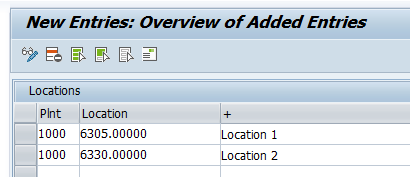 New Entries: Overview of Added Entries
Locations
Plnt Location +
1000 6305.00000 Location 1
1000 6330.00000 Location 2